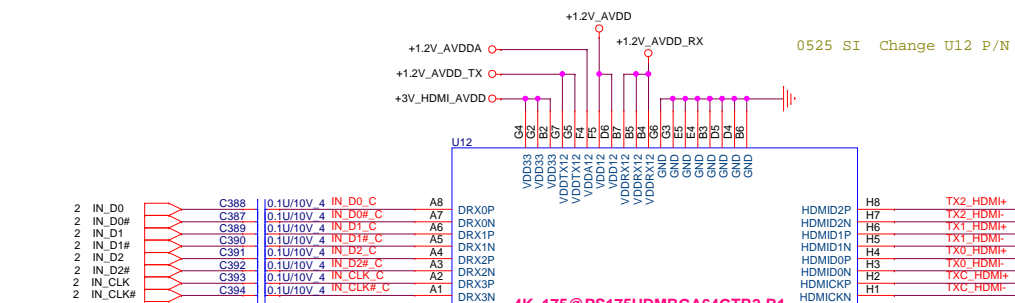 +1.2V_AVDD
+1.2V_AVDDA
+1.2V_AVDD_RX
0525 SI Change U12 P/N
+1.2V_AVDD_TX
+3V_HDMI_AVDD
U12
G4 G2 B2 G7 G5 F4 F5 D6 B7 B5 B4 G6 G3 E5 E4 B3 D5 D4 B6
VDD33 VDD33 VDD33 VDDTX12 VDDTX12 VDDA12 VDD12 VDD12 VDDRX12 VDDRX12 VDDRX12 GND GND GND GND GND GND GND GND
2 IN_D0 C388 0.1U/10V_4 IN_D0_C A8 DRX0P HDMID2P H8 TX2_HDMI+
2 IN_D0# C387 0.1U/10V_4 IN_D0#_C A7 DRX0N HDMID2N H7 TX2_HDMI-
2 IN_D1 C389 0.1U/10V_4 IN_D1_C A6 DRX1P HDMID1P H6 TX1_HDMI+
2 IN_D1# C390 0.1U/10V_4 IN_D1#_C A5 DRX1N HDMID1N H5 TX1_HDMI-
2 IN_D2 C391 0.1U/10V_4 IN_D2_C A4 DRX2P HDMID0P H4 TX0_HDMI+
2 IN_D2# C392 0.1U/10V_4 IN_D2#_C A3 DRX2N HDMID0N H3 TX0_HDMI-
2 IN_CLK C393 0.1U/10V_4 IN_CLK_C A2 DRX3P HDMICKP H2 TXC_HDMI+
2 IN_CLK# C394 0.1U/10V_4 IN_CLK#_C A1 DRX3N HDMICKN H1 TXC_HDMI-